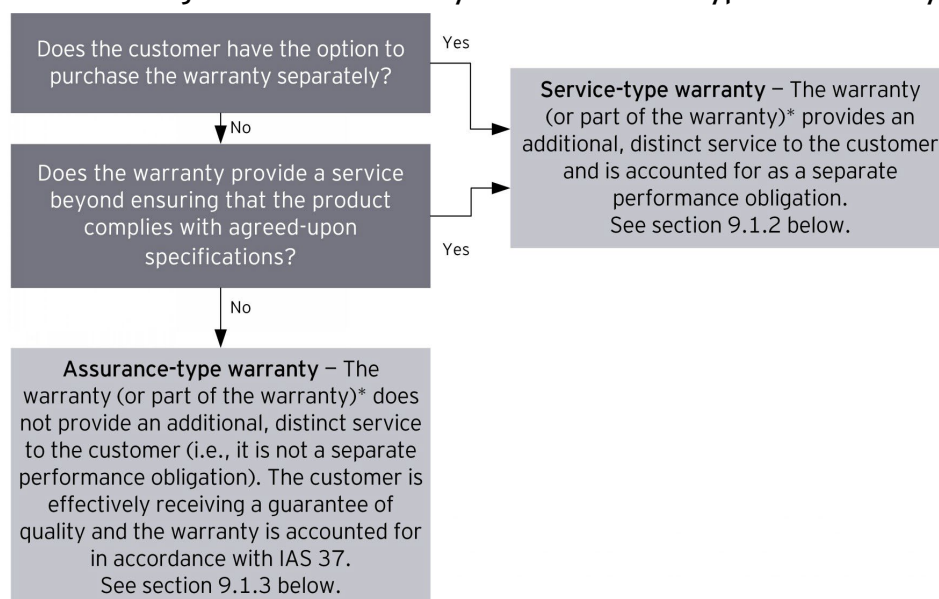 Does the customer have the option to
purchase the warranty separately?
Yes
Service-type warranty – The warranty
(or part of the warranty)* provides an
additional, distinct service to the customer
and is accounted for as a separate
performance obligation.
See section 9.1.2 below.
No
Does the warranty provide a service
beyond ensuring that the product
complies with agreed-upon
specifications?
Yes
No
Assurance-type warranty – The
warranty (or part of the warranty)* does
not provide an additional, distinct service
to the customer (i.e., it is not a separate
performance obligation). The customer is
effectively receiving a guarantee of
quality and the warranty is accounted for
in accordance with IAS 37.
See section 9.1.3 below.